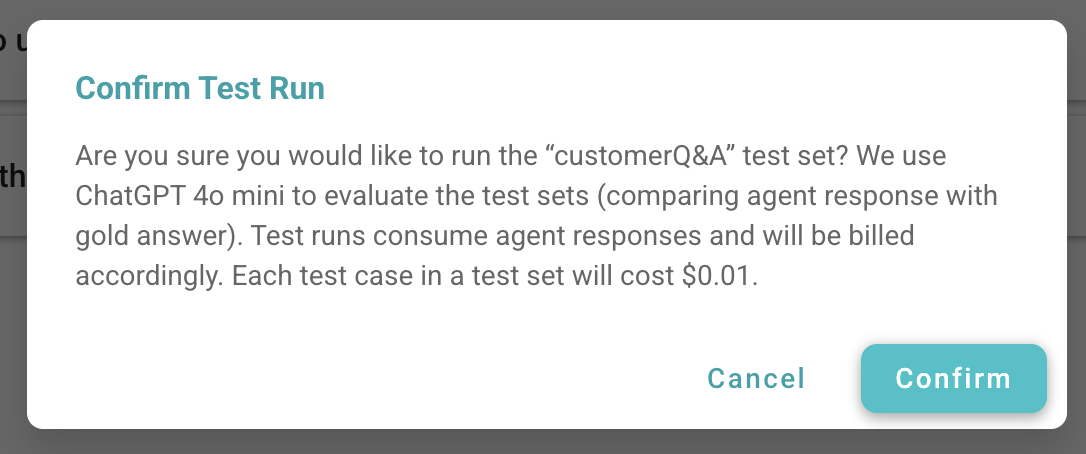 Confirm Test Run
Are you sure you would like to run the “customerQ&A” test set? We use
ChatGPT 4o mini to evaluate the test sets (comparing agent response with
gold answer). Test runs consume agent responses and will be billed
accordingly. Each test case in a test set will cost $0.01.
Cancel
Confirm